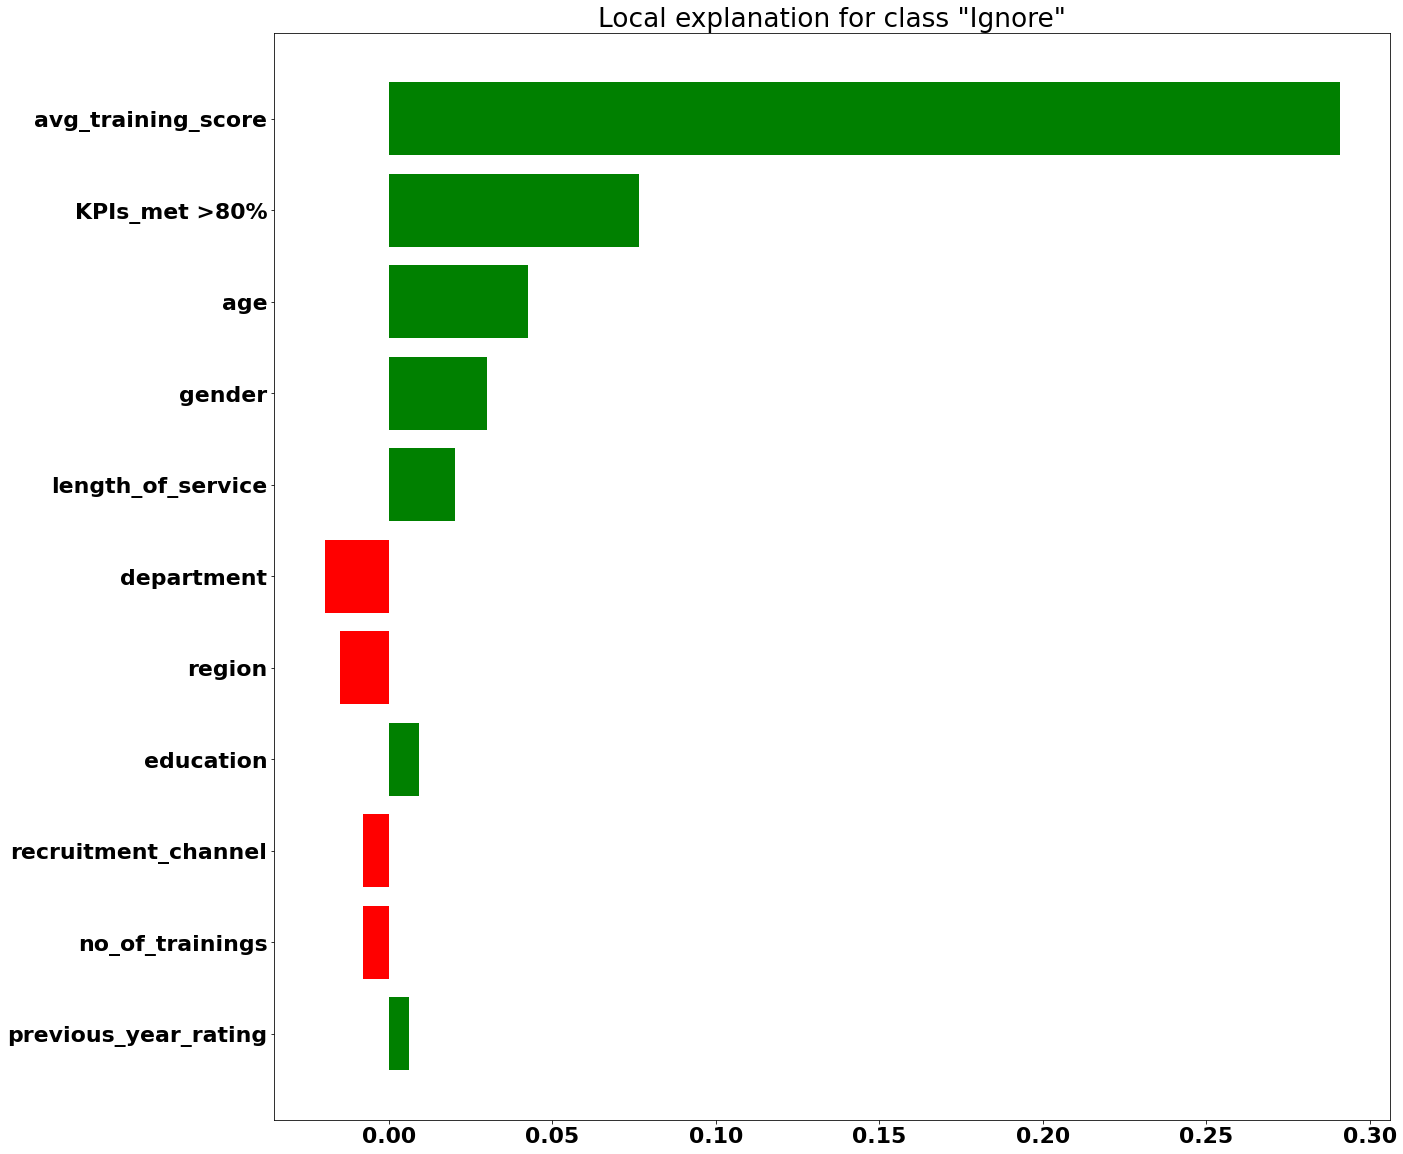 Local explanation for class "Ignore"
avg_training_score
KPIs_met >80%
age
gender
length_of_service
department
region
education
recruitment_channel
no_of_trainings
previous_year_rating
0.00 0.05 0.10 0.15 0.20 0.25 0.30